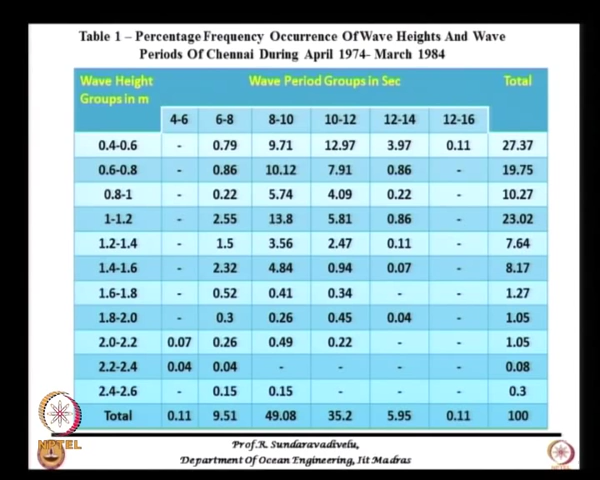 Table 1 – Percentage Frequency Occurrence Of Wave Heights And Wave
Periods Of Chennai During April 1974- March 1984
Wave Height Groups in m | Wave Period Groups in Sec | Total
4-6 | 6-8 | 8-10 | 10-12 | 12-14 | 12-16
0.4-0.6 | - | 0.79 | 9.71 | 12.97 | 3.97 | 0.11 | 27.37
0.6-0.8 | - | 0.86 | 10.12 | 7.91 | 0.86 | - | 19.75
0.8-1 | - | 0.22 | 5.74 | 4.09 | 0.22 | - | 10.27
1-1.2 | - | 2.55 | 13.8 | 5.81 | 0.86 | - | 23.02
1.2-1.4 | - | 1.5 | 3.56 | 2.47 | 0.11 | - | 7.64
1.4-1.6 | - | 2.32 | 4.84 | 0.94 | 0.07 | - | 8.17
1.6-1.8 | - | 0.52 | 0.41 | 0.34 | - | - | 1.27
1.8-2.0 | - | 0.3 | 0.26 | 0.45 | 0.04 | - | 1.05
2.0-2.2 | 0.07 | 0.26 | 0.49 | 0.22 | - | - | 1.05
2.2-2.4 | 0.04 | 0.04 | - | - | - | - | 0.08
2.4-2.6 | - | 0.15 | 0.15 | - | - | - | 0.3
Total | 0.11 | 9.51 | 49.08 | 35.2 | 5.95 | 0.11 | 100
NPTEL
Prof.R. Sundaravadivelu,
Department Of Ocean Engineering, Iit Madras